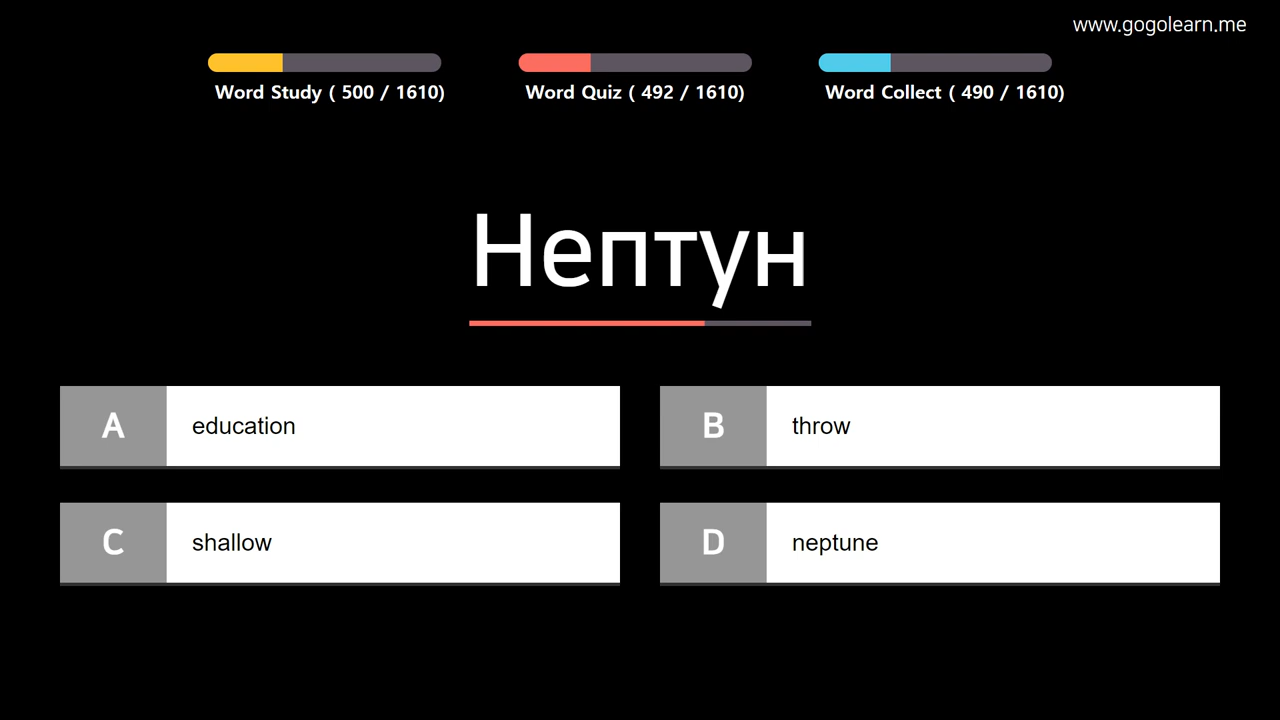 www.gogolearn.me
Word Study ( 500 / 1610)
Word Quiz ( 492 / 1610)
Word Collect ( 490 / 1610)
Нептун
A education
B throw
C shallow
D neptune